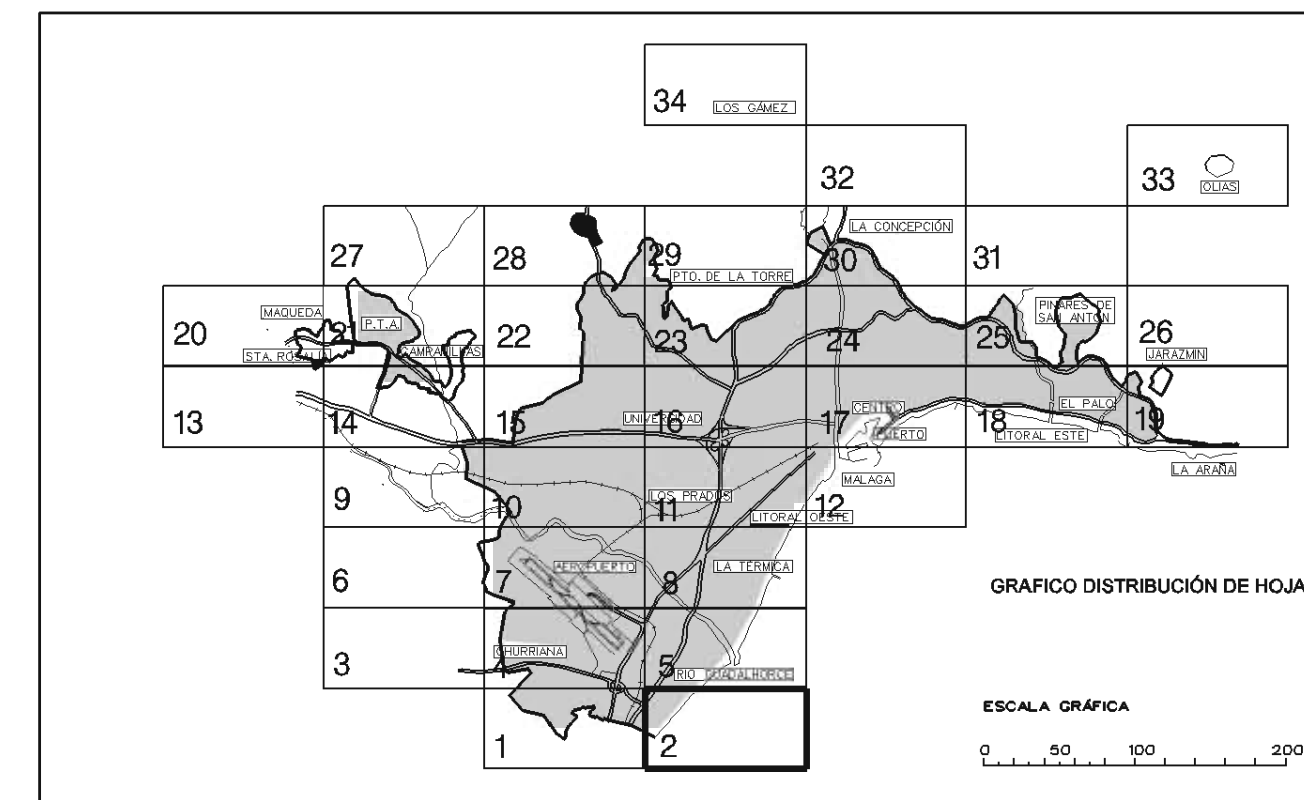 34 LOS GÁMEZ
32 33 OLIAS
LA CONCEPCIÓN
27 28 29 30 31
PTO. DE LA TORRE
MAQUEDA
P.T.A.
PINARES DE
SAN ANTÓN
20 22 23 24 25 26
STA. ROSALÍA CAMPANILLAS JARAZMIN
CENTRO EL PALO
13 14 15 UNIVERSIDAD 16 17 18 19
PUERTO LITORAL ESTE
LA ARAÑA
MALAGA
9 10 LOS PRADOS 11 12
LITORAL OESTE
6 7 AEROPUERTO 8 LA TÉRMICA
GRAFICO DISTRIBUCIÓN DE HOJA
3 CHURRIANA 5 RIO GUADALHORCE
1 2
ESCALA GRÁFICA
0 50 100 200